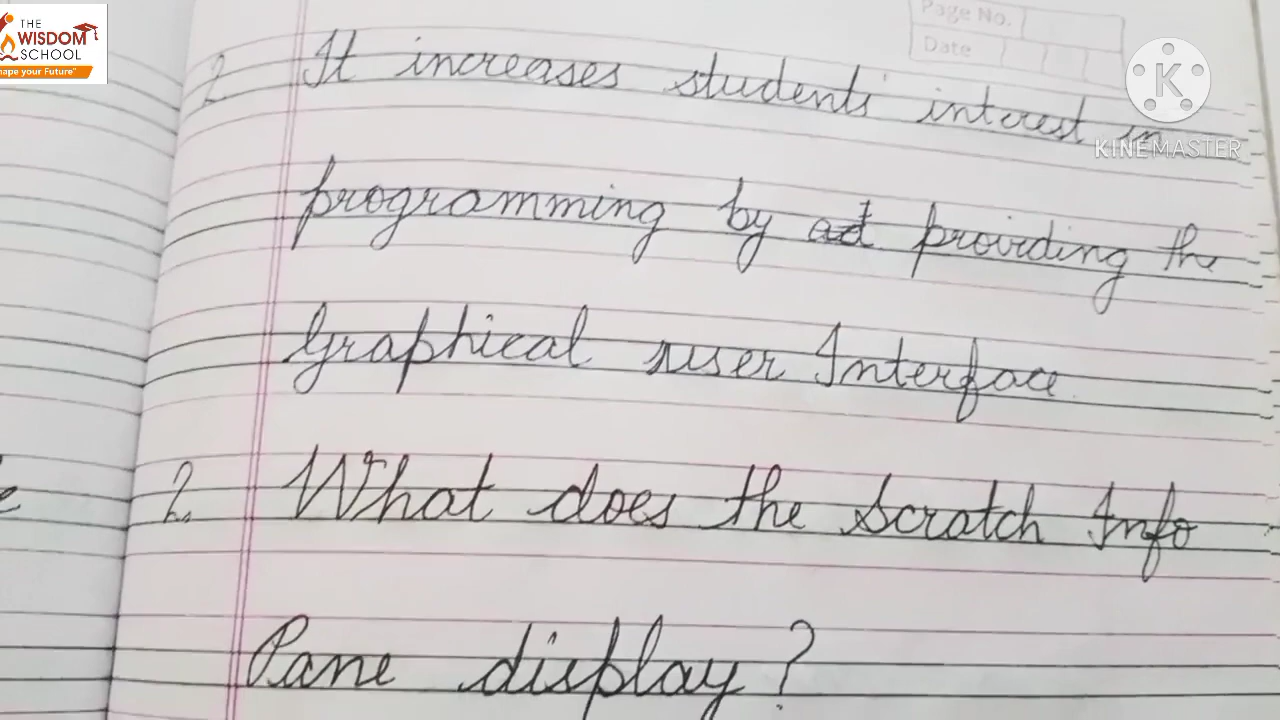 THE
WISDOM
SCHOOL
hape your Future"
Page No.
Date
K
KINEMASTER
2. It increases students' interest in
programming by providing the
Graphical user Interface.
2. What does the Scratch Info
Pane display?